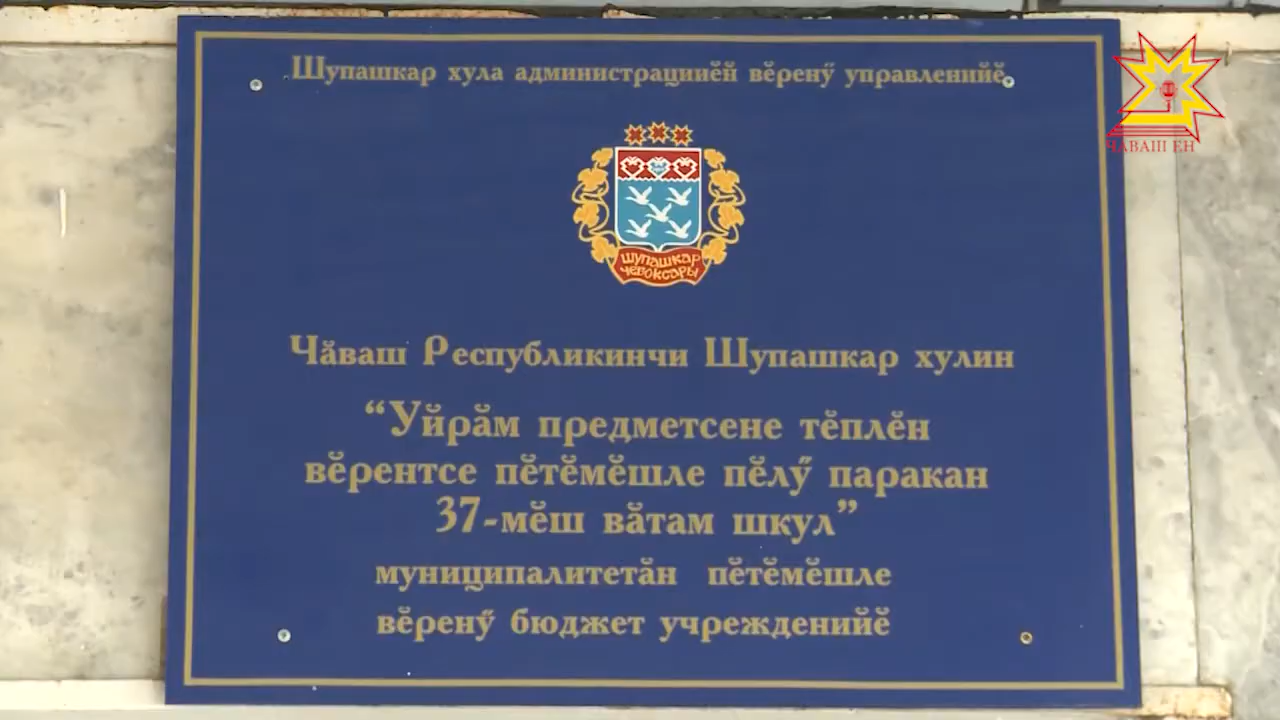 Шупашкар хула администрацийӗн вӗренӳ управленийӗ
ЧАВАШ ЕН
ШУПАШКАР
ЧЕБОКСАРЫ
Чӑваш Республикинчи Шупашкар хулин
“Уйрӑм предметсене тӗплӗн
вӗрентсе пӗтӗмӗшле пӗлӳ паракан
37-мӗш вӑтам шкул”
муниципалитетӑн пӗтӗмӗшле
вӗренӳ бюджет учрежденийӗ